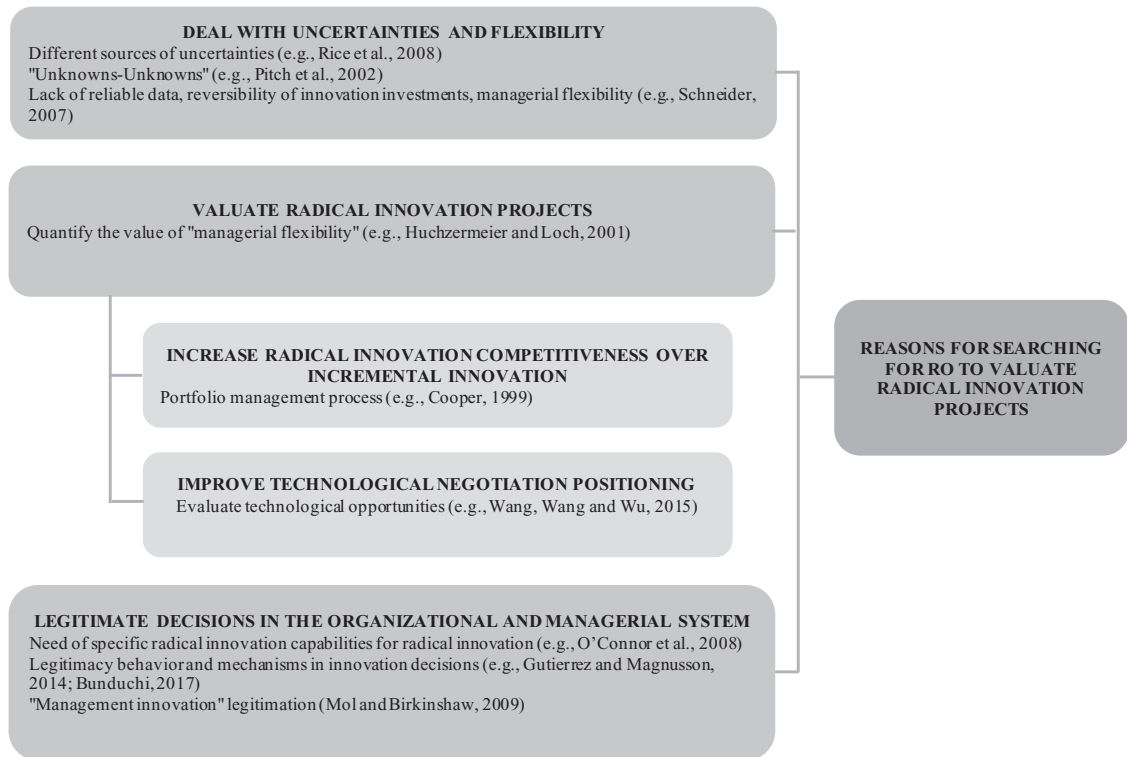 DEAL WITH UNCERTAINTIES AND FLEXIBILITY
Different sources of uncertainties (e.g., Rice et al., 2008)
"Unknowns-Unknowns" (e.g., Pitch et al., 2002)
Lack of reliable data, reversibility of innovation investments, managerial flexibility (e.g., Schneider,
2007)
VALUATE RADICAL INNOVATION PROJECTS
Quantify the value of "managerial flexibility" (e.g., Huchzermeier and Loch, 2001)
INCREASE RADICAL INNOVATION COMPETITIVENESS OVER
INCREMENTAL INNOVATION
Portfolio management process (e.g., Cooper, 1999)
IMPROVE TECHNOLOGICAL NEGOTIATION POSITIONING
Evaluate technological opportunities (e.g., Wang, Wang and Wu, 2015)
LEGITIMATE DECISIONS IN THE ORGANIZATIONAL AND MANAGERIAL SYSTEM
Need of specific radical innovation capabilities for radical innovation (e.g., O'Connor et al., 2008)
Legitimacy behavior and mechanisms in innovation decisions (e.g., Gutierrez and Magnusson,
2014; Bunduchi, 2017)
"Management innovation" legitimation (Mol and Birkinshaw, 2009)
REASONS FOR SEARCHING
FOR RO TO VALUATE
RADICAL INNOVATION
PROJECTS